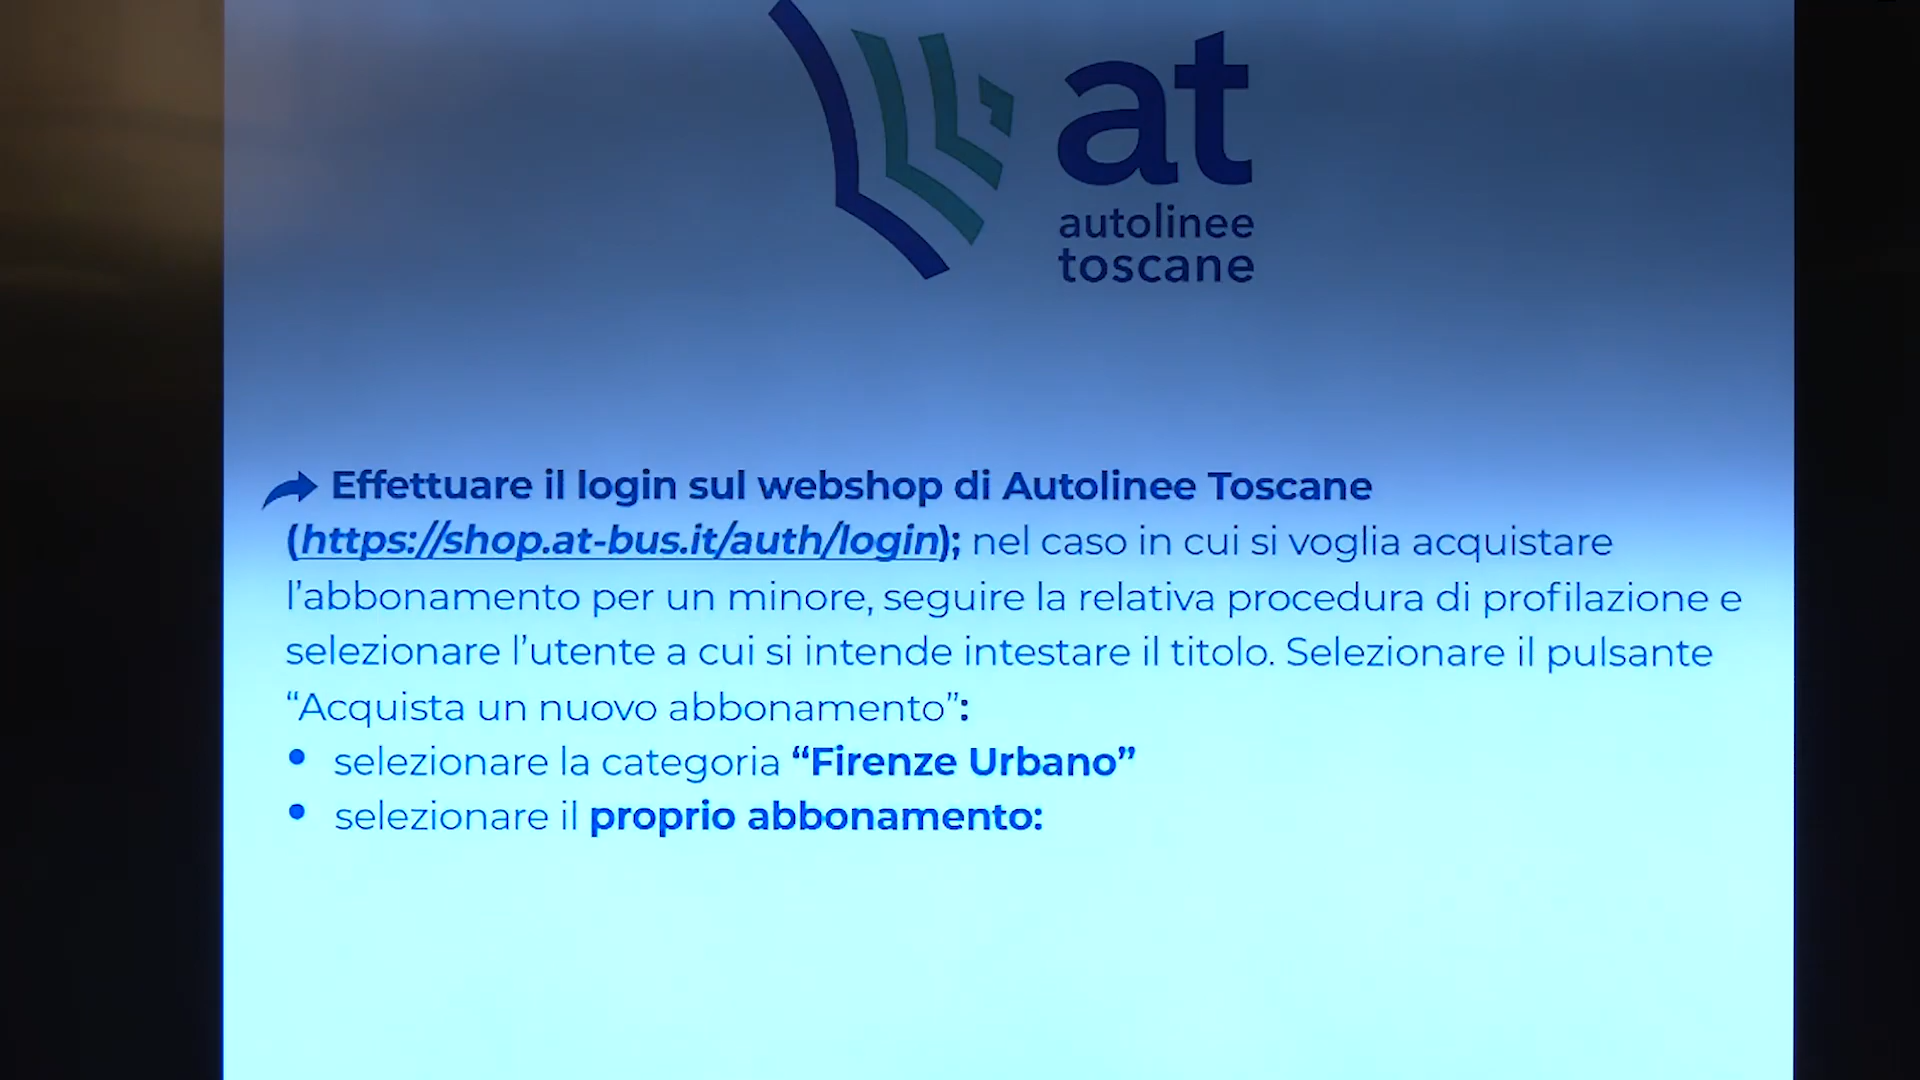 at
autolinee
toscane
Effettuare il login sul webshop di Autolinee Toscane
(https://shop.at-bus.it/auth/login); nel caso in cui si voglia acquistare
l’abbonamento per un minore, seguire la relativa procedura di profilazione e
selezionare l’utente a cui si intende intestare il titolo. Selezionare il pulsante
“Acquista un nuovo abbonamento”:
• selezionare la categoria “Firenze Urbano”
• selezionare il proprio abbonamento: